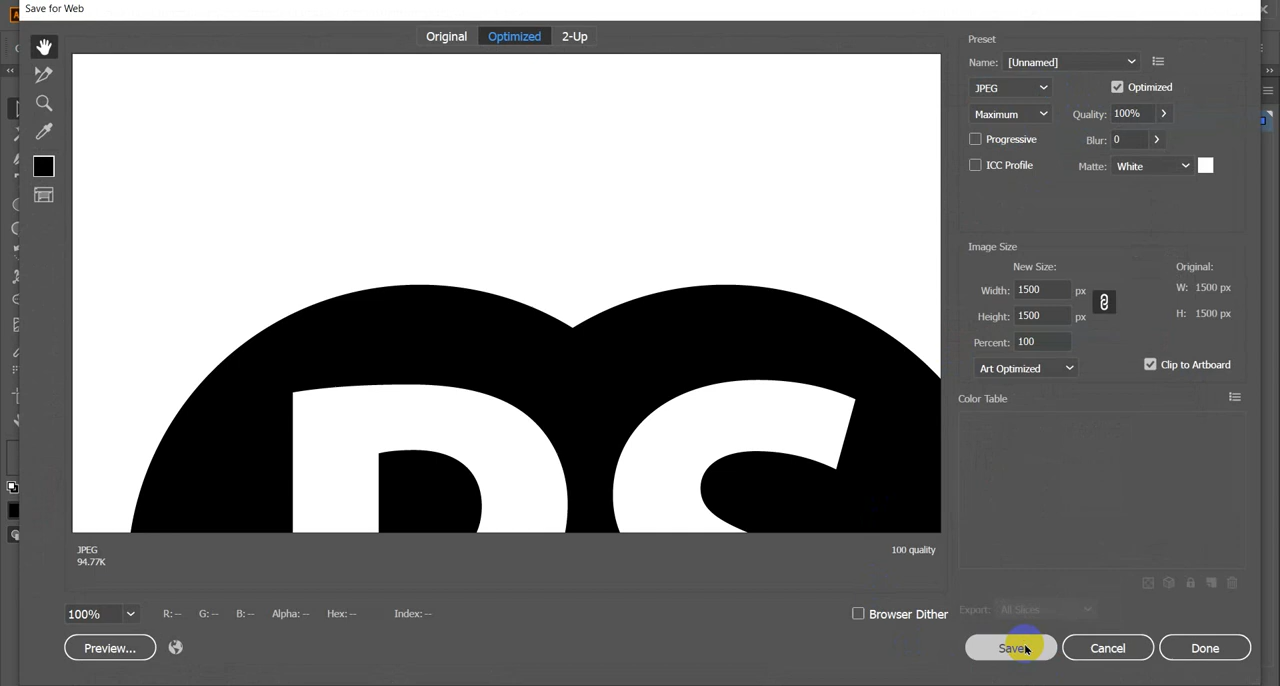 Save for Web
Original Optimized 2-Up
Preset
Name: [Unnamed]
JPEG Optimized
Maximum Quality: 100%
Progressive Blur: 0
ICC Profile Matte: White
Image Size
New Size: Original:
Width: 1500 px W: 1500 px
Height: 1500 px H: 1500 px
Percent: 100
Art Optimized Clip to Artboard
Color Table
JPEG 100 quality
94.77K
100% R: -- G: -- B: -- Alpha: -- Hex: -- Index: -- Browser Dither Export: All Slices
Preview... Save Cancel Done